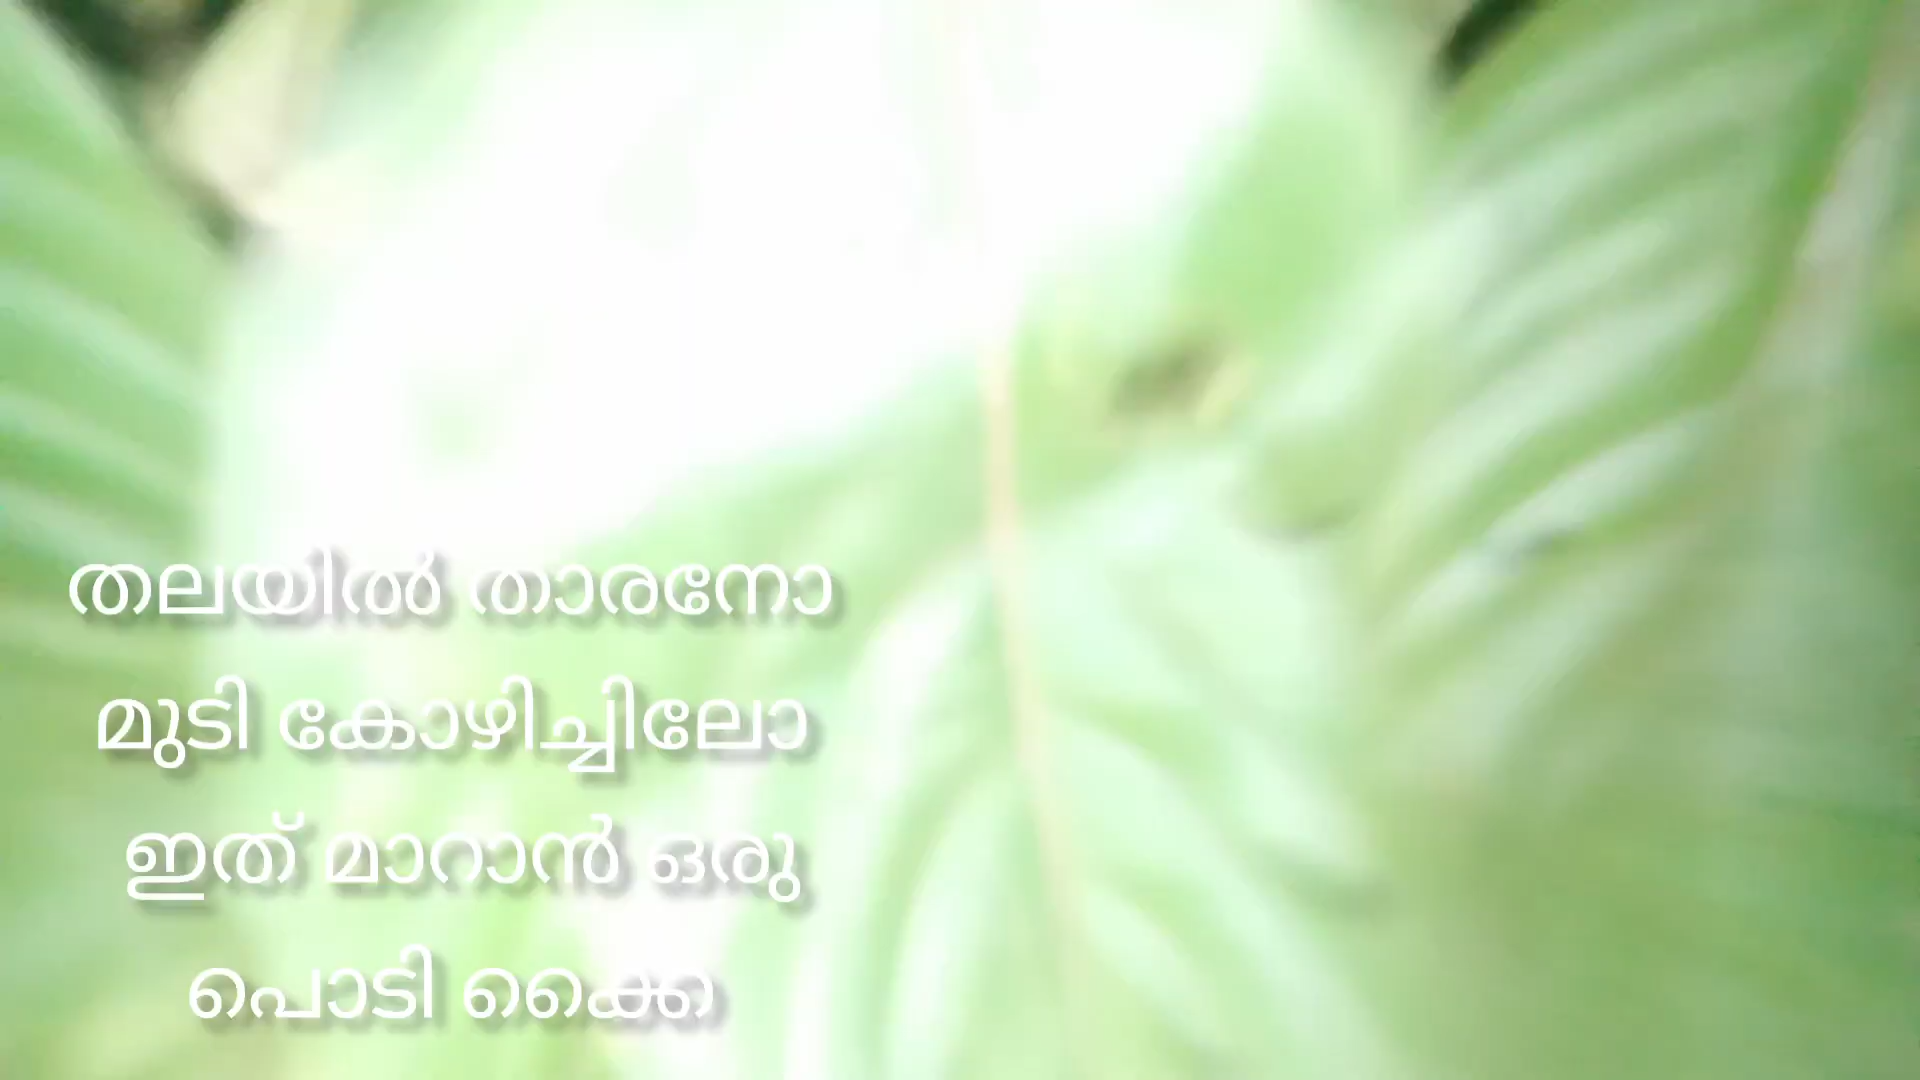 തലയിൽ താരനോ
മുടി കോഴിച്ചിലോ
ഇത് മാറാൻ ഒരു
പൊടി ക്കൈ